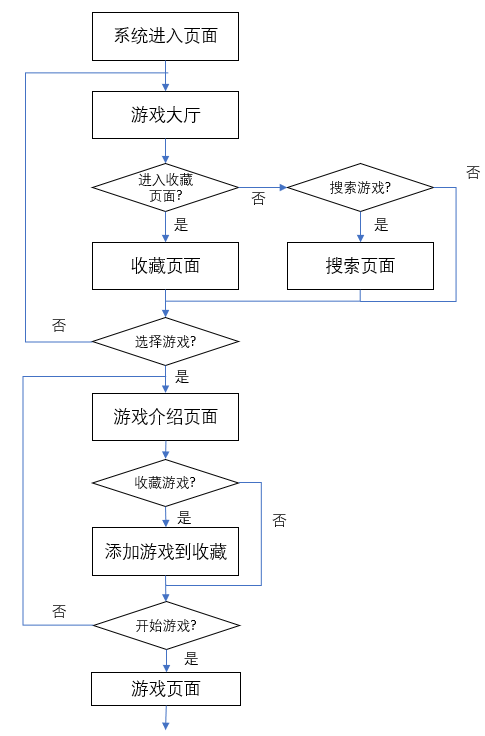 系统进入页面
游戏大厅
进入收藏
页面?
否
搜索游戏?
否
是
是
收藏页面
搜索页面
否
选择游戏?
是
游戏介绍页面
收藏游戏?
是
否
添加游戏到收藏
否
开始游戏?
是
游戏页面